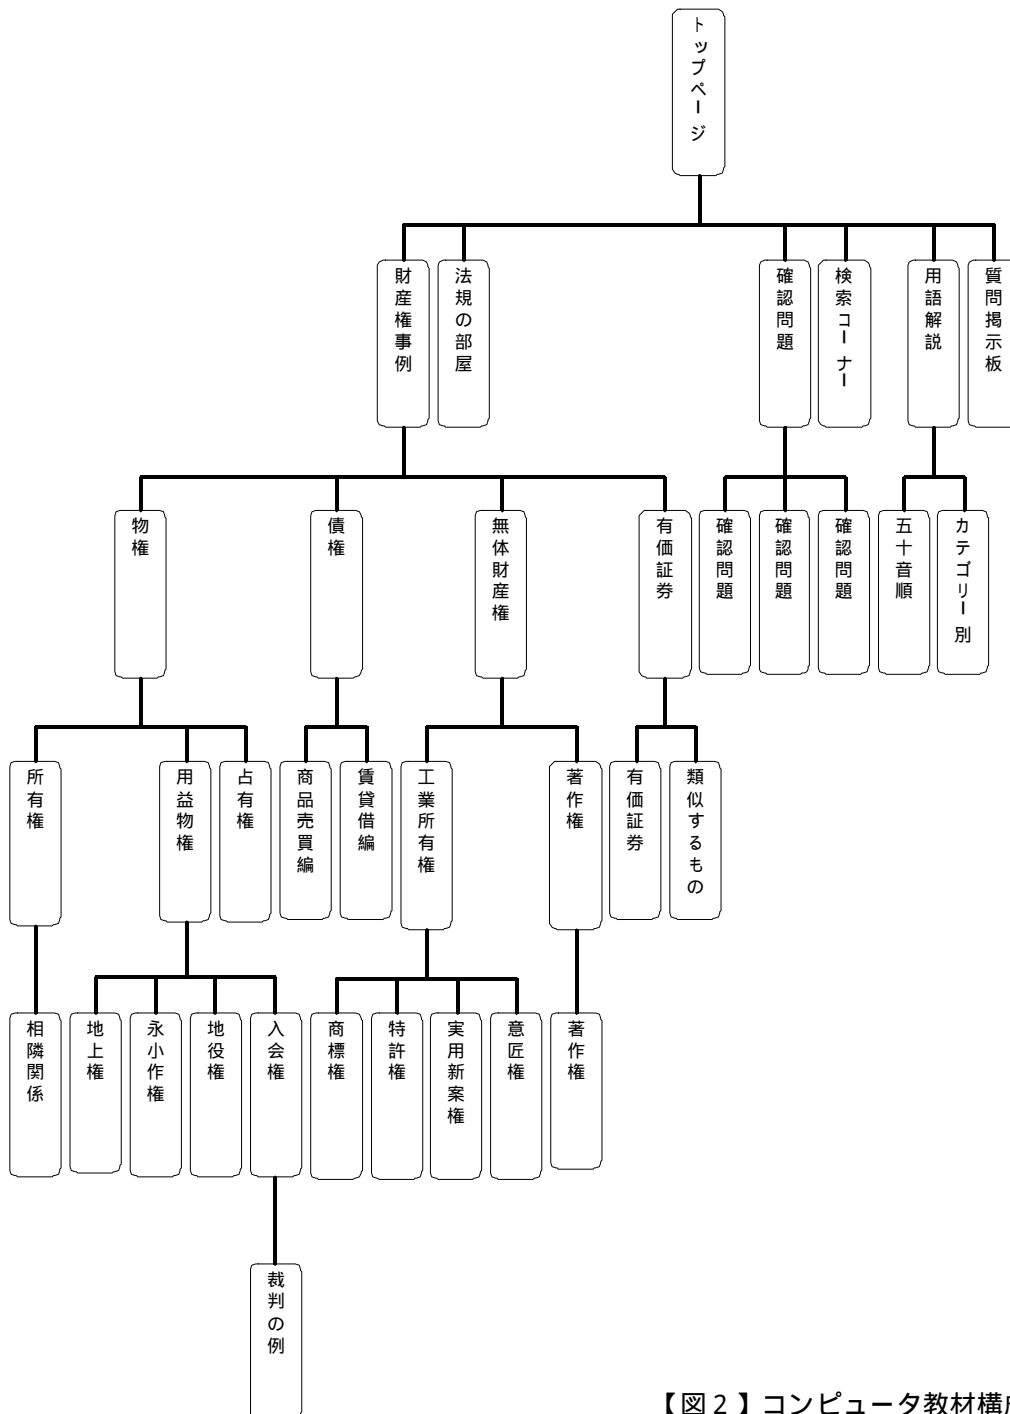 トップページ
財産権事例
法規の部屋
確認問題
検索コーナー
用語解説
質問掲示板
物権
債権
無体財産権
有価証券
確認問題
確認問題
確認問題
五十音順
カテゴリー別
所有権
用益物権
占有権
商品売買編
賃貸借編
工業所有権
著作権
有価証券
類似するもの
相隣関係
地上権
永小作権
地役権
入会権
商標権
特許権
実用新案権
意匠権
著作権
裁判の例
【図2】コンピュータ教材構成